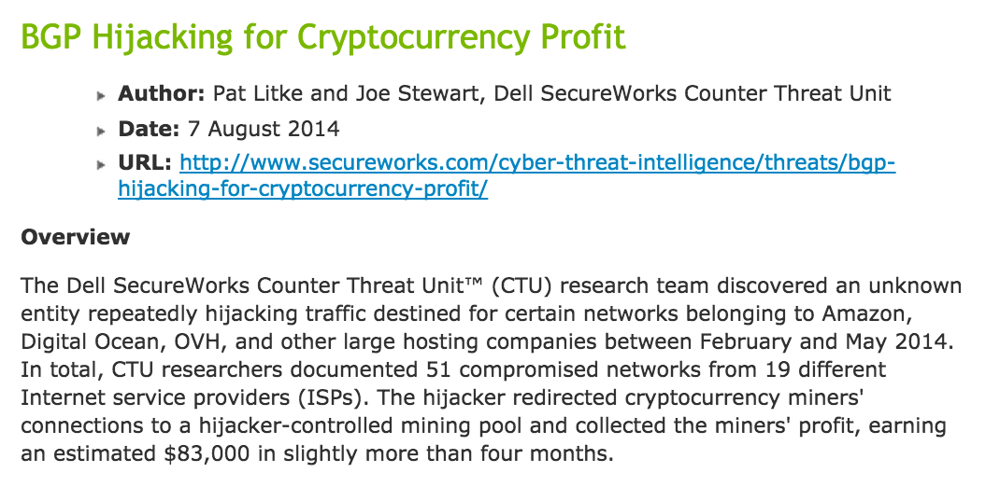 BGP Hijacking for Cryptocurrency Profit
Author: Pat Litke and Joe Stewart, Dell SecureWorks Counter Threat Unit
Date: 7 August 2014
URL: http://www.secureworks.com/cyber-threat-intelligence/threats/bgp-
hijacking-for-cryptocurrency-profit/
Overview
The Dell SecureWorks Counter Threat Unit™ (CTU) research team discovered an unknown
entity repeatedly hijacking traffic destined for certain networks belonging to Amazon,
Digital Ocean, OVH, and other large hosting companies between February and May 2014.
In total, CTU researchers documented 51 compromised networks from 19 different
Internet service providers (ISPs). The hijacker redirected cryptocurrency miners'
connections to a hijacker-controlled mining pool and collected the miners' profit, earning
an estimated $83,000 in slightly more than four months.